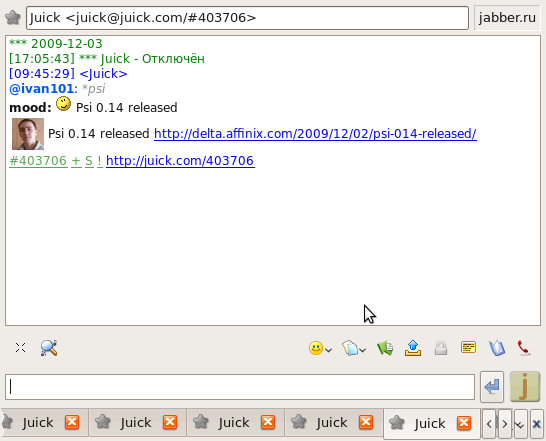 Juick <juick@juick.com/#403706>
jabber.ru
*** 2009-12-03
[17:05:43] *** Juick - Отключён
[09:45:29] <Juick>
@ivan101: *psi
mood: Psi 0.14 released
Psi 0.14 released http://delta.affinix.com/2009/12/02/psi-014-released/
#403706 + S ! http://juick.com/403706
j
Juick Juick Juick Juick Juick